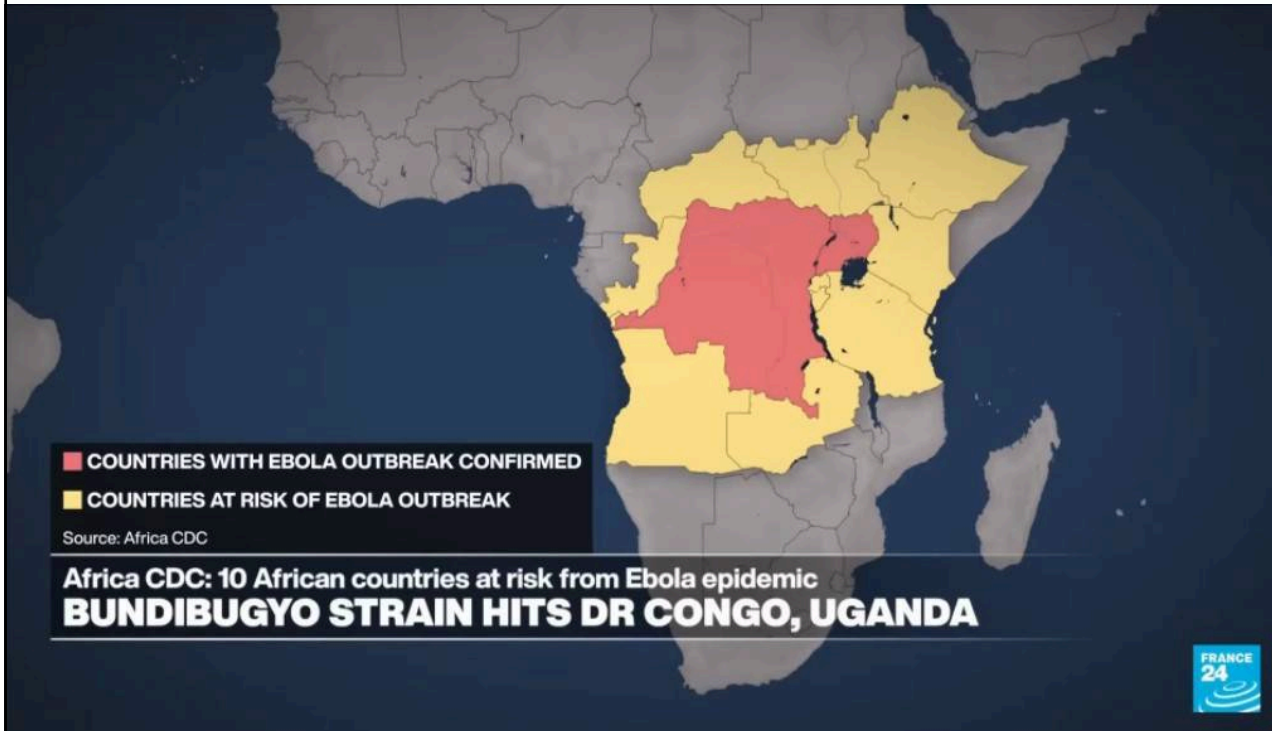 COUNTRIES WITH EBOLA OUTBREAK CONFIRMED
COUNTRIES AT RISK OF EBOLA OUTBREAK
Source: Africa CDC
Africa CDC: 10 African countries at risk from Ebola epidemic
BUNDIBUGYO STRAIN HITS DR CONGO, UGANDA
FRANCE
24